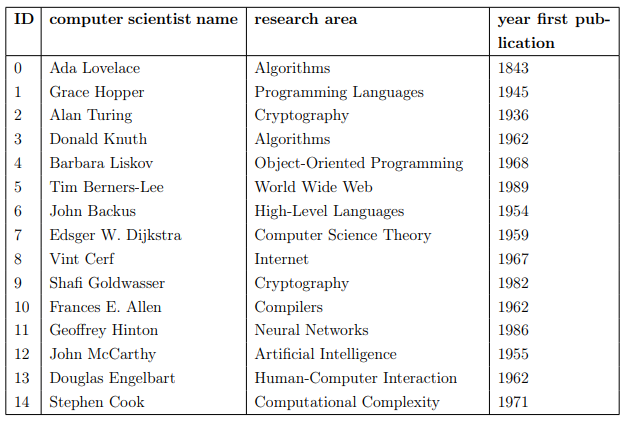 ID computer scientist name research area year first pub-
lication
0 Ada Lovelace Algorithms 1843
1 Grace Hopper Programming Languages 1945
2 Alan Turing Cryptography 1936
3 Donald Knuth Algorithms 1962
4 Barbara Liskov Object-Oriented Programming 1968
5 Tim Berners-Lee World Wide Web 1989
6 John Backus High-Level Languages 1954
7 Edsger W. Dijkstra Computer Science Theory 1959
8 Vint Cerf Internet 1967
9 Shafi Goldwasser Cryptography 1982
10 Frances E. Allen Compilers 1962
11 Geoffrey Hinton Neural Networks 1986
12 John McCarthy Artificial Intelligence 1955
13 Douglas Engelbart Human-Computer Interaction 1962
14 Stephen Cook Computational Complexity 1971